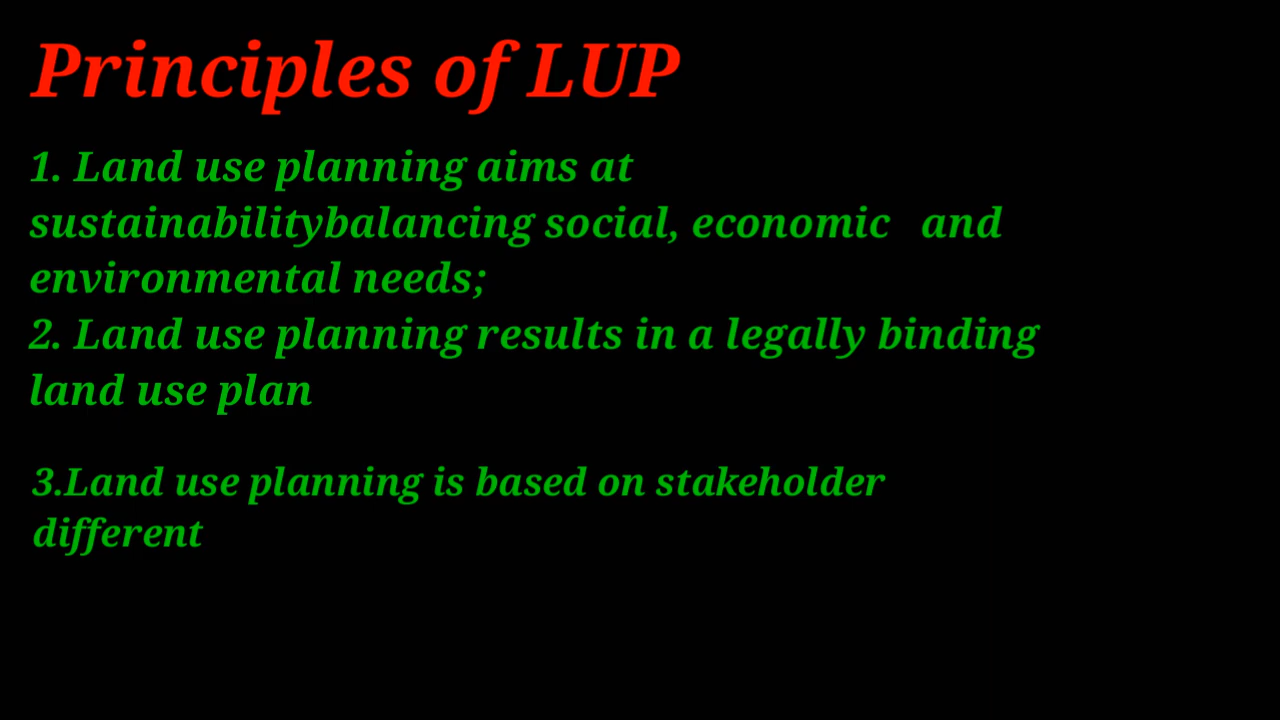 Principles of LUP
1. Land use planning aims at
sustainabilitybalancing social, economic   and
environmental needs;
2. Land use planning results in a legally binding
land use plan
3.Land use planning is based on stakeholder
different